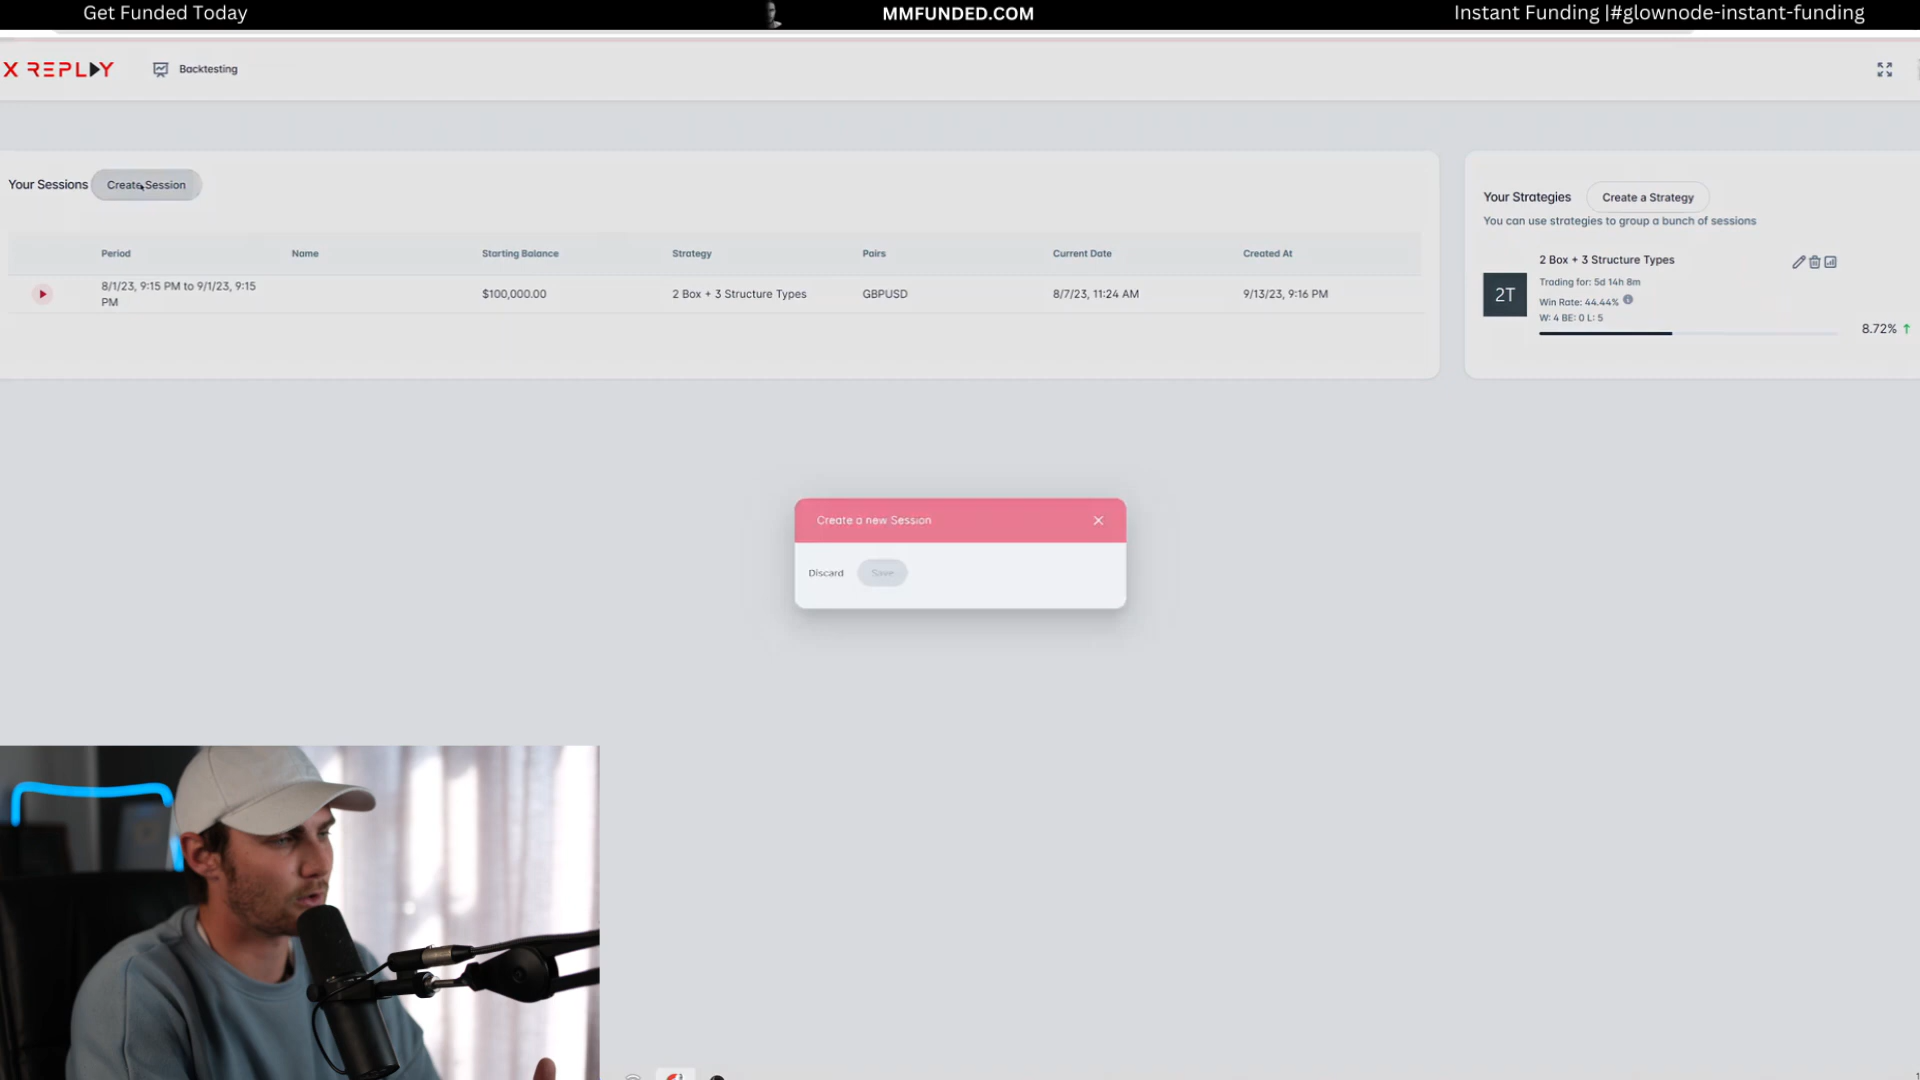 Get Funded Today
MMFUNDED.COM
Instant Funding |#glownode-instant-funding
X REPLAY
Backtesting
Your Sessions
Create Session
Period
Name
Starting Balance
Strategy
Pairs
Current Date
Created At
8/1/23, 9:15 PM to 9/1/23, 9:15
PM
$100,000.00
2 Box + 3 Structure Types
GBPUSD
8/7/23, 11:24 AM
9/13/23, 9:16 PM
Your Strategies
Create a Strategy
You can use strategies to group a bunch of sessions
2T
2 Box + 3 Structure Types
Trading for: 5d 14h 8m
Win Rate: 44.44%
W: 4 BE: 0 L: 5
8.72%
Create a new Session
Discard
Save